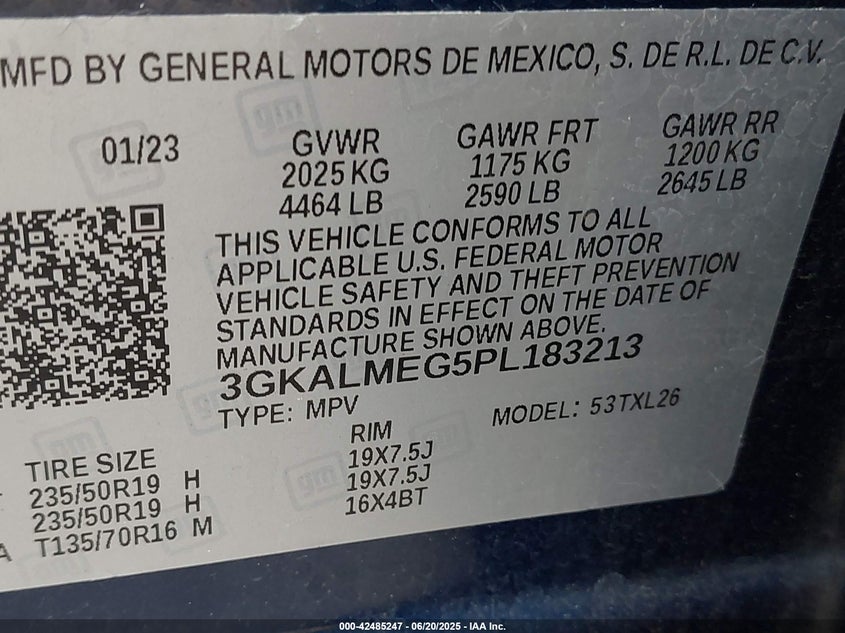 MFD BY GENERAL MOTORS DE MEXICO, S. DE R.L. DE C.V.
01/23
GVWR
2025 KG
4464 LB
GAWR FRT
1175 KG
2590 LB
GAWR RR
1200 KG
2645 LB
THIS VEHICLE CONFORMS TO ALL
APPLICABLE U.S. FEDERAL MOTOR
VEHICLE SAFETY AND THEFT PREVENTION
STANDARDS IN EFFECT ON THE DATE OF
MANUFACTURE SHOWN ABOVE.
3GKALMEG5PL183213
TYPE: MPV
MODEL: 53TXL26
TIRE SIZE
235/50R19 H
235/50R19 H
T135/70R16 M
RIM
19X7.5J
19X7.5J
16X4BT
gm
000-42485247 - 06/20/2025 - IAA Inc.